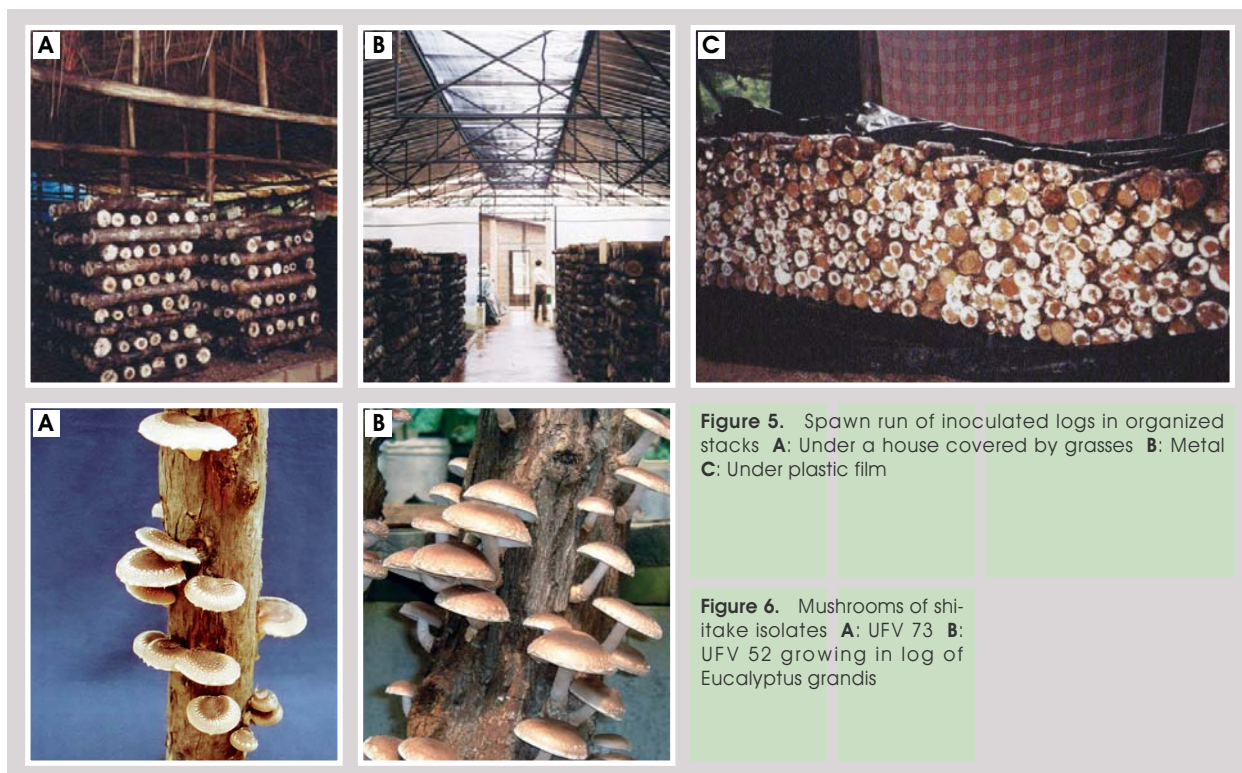 A
B
C
A
B
Figure 5. Spawn run of inoculated logs in organized
stacks A: Under a house covered by grasses B: Metal
C: Under plastic film
Figure 6. Mushrooms of shi-
itake isolates A: UFV 73 B:
UFV 52 growing in log of
Eucalyptus grandis